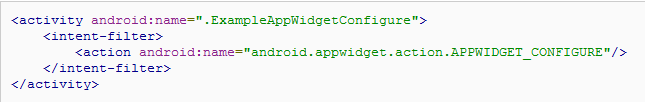 <activity android:name=".ExampleAppWidgetConfigure">
    <intent-filter>
        <action android:name="android.appwidget.action.APPWIDGET_CONFIGURE"/>
    </intent-filter>
</activity>